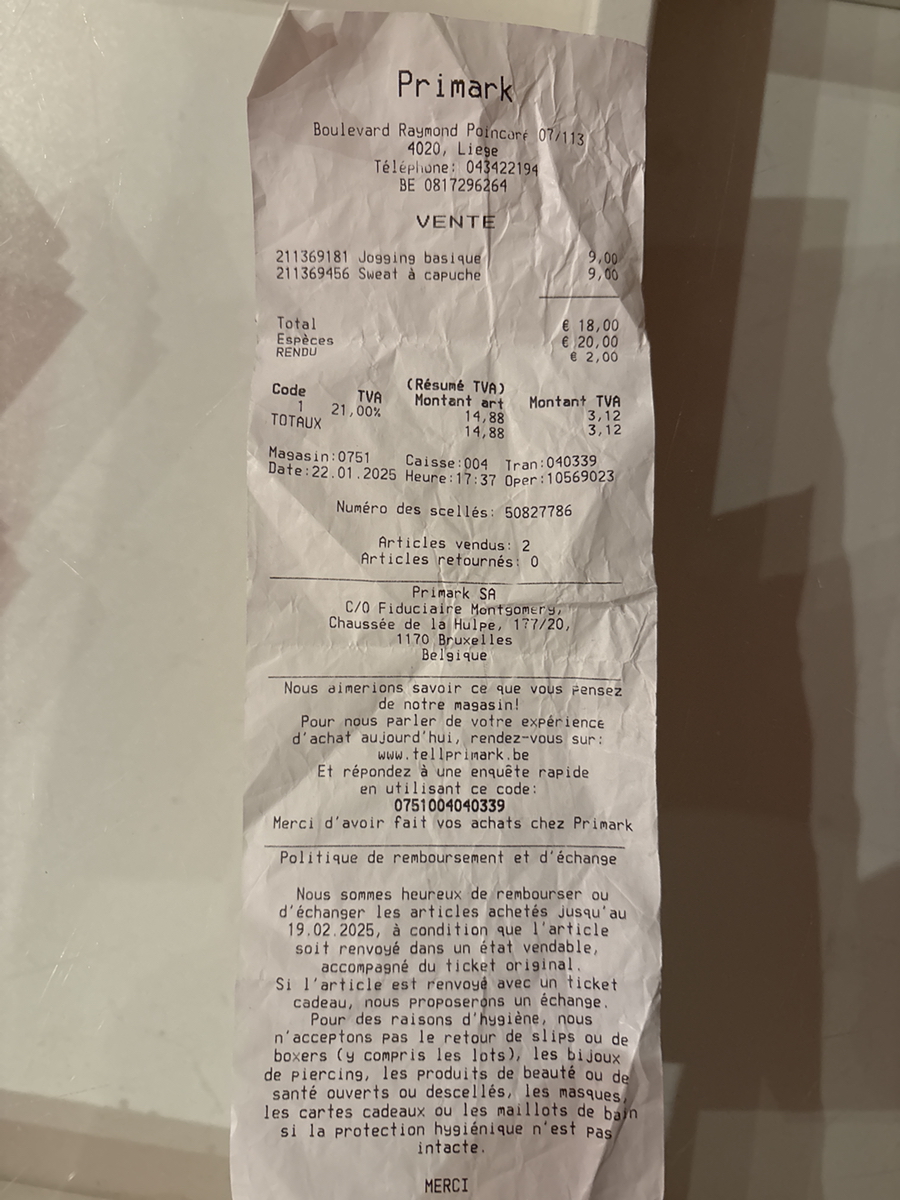 Primark
Boulevard Raymond Poincaré 07/113
4020, Liege
Téléphone: 043422194
BE 0817296264
VENTE
211369181 Jogging basique 9,00
211369456 Sweat à capuche 9,00
Total € 18,00
Espèces € 20,00
RENDU € 2,00
(Résumé TVA)
Code TVA Montant art Montant TVA
1 21,00% 14,88 3,12
TOTAUX 14,88 3,12
Magasin:0751 Caisse:004 Tran:040339
Date:22.01.2025 Heure:17:37 Oper:10569023
Numéro des scellés: 50827786
Articles vendus: 2
Articles retournés: 0
Primark SA
C/O Fiduciaire Montgomery,
Chaussée de la Hulpe, 177/20,
1170 Bruxelles
Belgique
Nous aimerions savoir ce que vous pensez
de notre magasin!
Pour nous parler de votre expérience
d'achat aujourd'hui, rendez-vous sur:
www.tellprimark.be
Et répondez à une enquête rapide
en utilisant ce code:
0751004040339
Merci d'avoir fait vos achats chez Primark
Politique de remboursement et d'échange
Nous sommes heureux de rembourser ou
d'échanger les articles achetés jusqu'au
19.02.2025, à condition que l'article
soit renvoyé dans un état vendable,
accompagné du ticket original.
Si l'article est renvoyé avec un ticket
cadeau, nous proposerons un échange.
Pour des raisons d'hygiène, nous
n'acceptons pas le retour de slips ou de
boxers (y compris les lots), les bijoux
de piercing, les produits de beauté ou de
santé ouverts ou descellés, les masques,
les cartes cadeaux ou les maillots de bain
si la protection hygiénique n'est pas
intacte.
MERCI